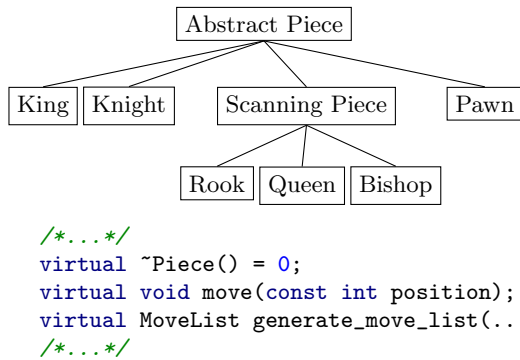 Abstract Piece
King Knight Scanning Piece Pawn
Rook Queen Bishop
/*...*/
virtual ~Piece() = 0;
virtual void move(const int position);
virtual MoveList generate_move_list(..
/*...*/